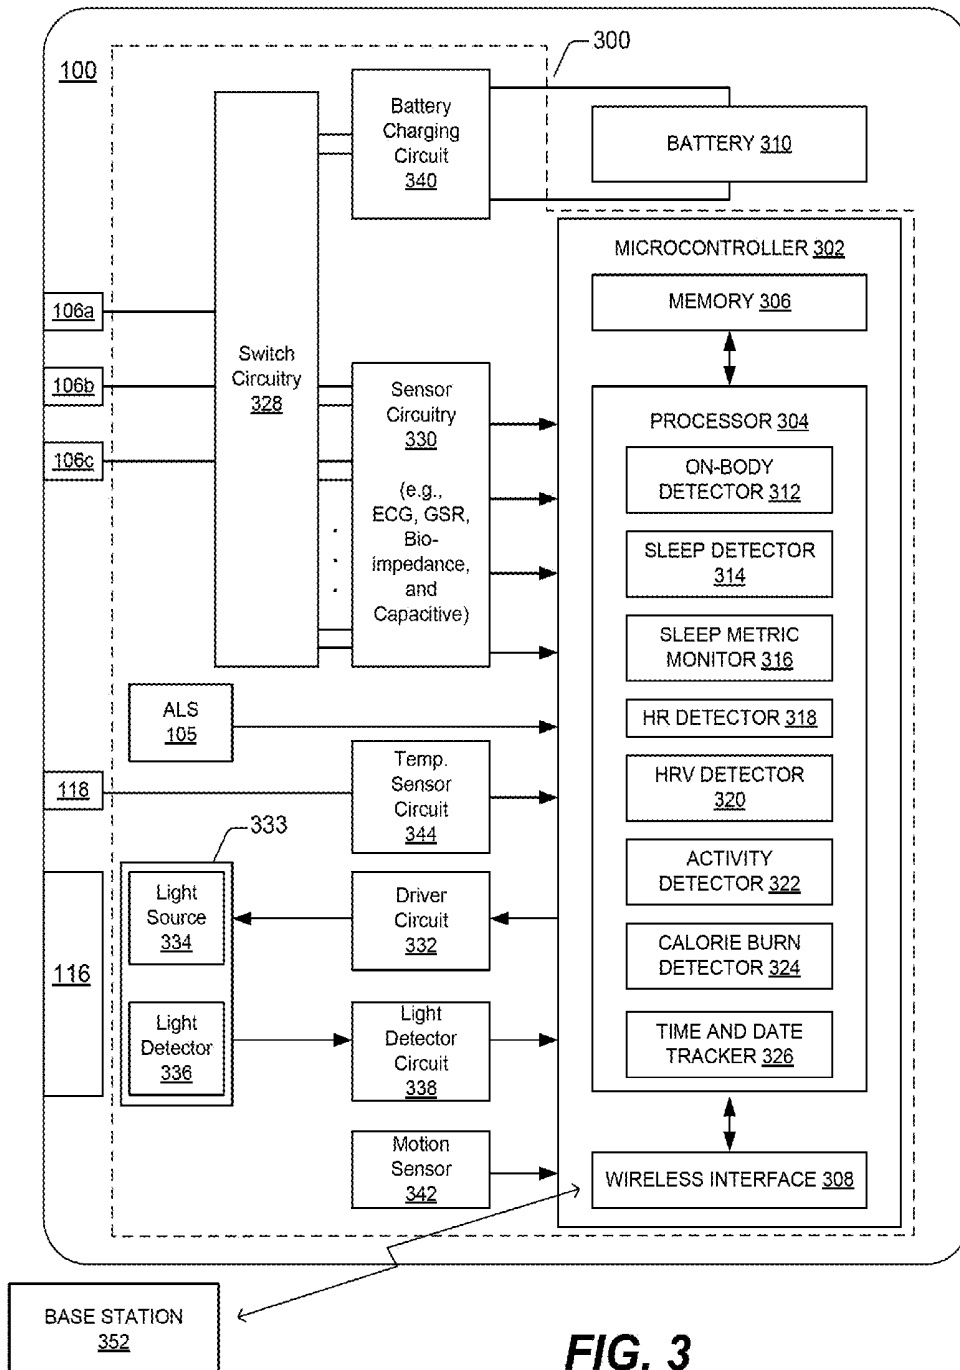 300
100
Battery
Charging
Circuit
340
BATTERY 310
MICROCONTROLLER 302
MEMORY 306
106a
106b
106c
Switch
Circuitry
328
Sensor
Circuitry
330
(e.g.,
ECG, GSR,
Bio-
impedance,
and
Capacitive)
.
.
.
PROCESSOR 304
ON-BODY
DETECTOR 312
SLEEP DETECTOR
314
SLEEP METRIC
MONITOR 316
HR DETECTOR 318
HRV DETECTOR
320
ACTIVITY
DETECTOR 322
CALORIE BURN
DETECTOR 324
TIME AND DATE
TRACKER 326
ALS
105
118
Temp.
Sensor
Circuit
344
333
Light
Source
334
Driver
Circuit
332
116
Light
Detector
336
Light
Detector
Circuit
338
Motion
Sensor
342
WIRELESS INTERFACE 308
BASE STATION
352
FIG. 3